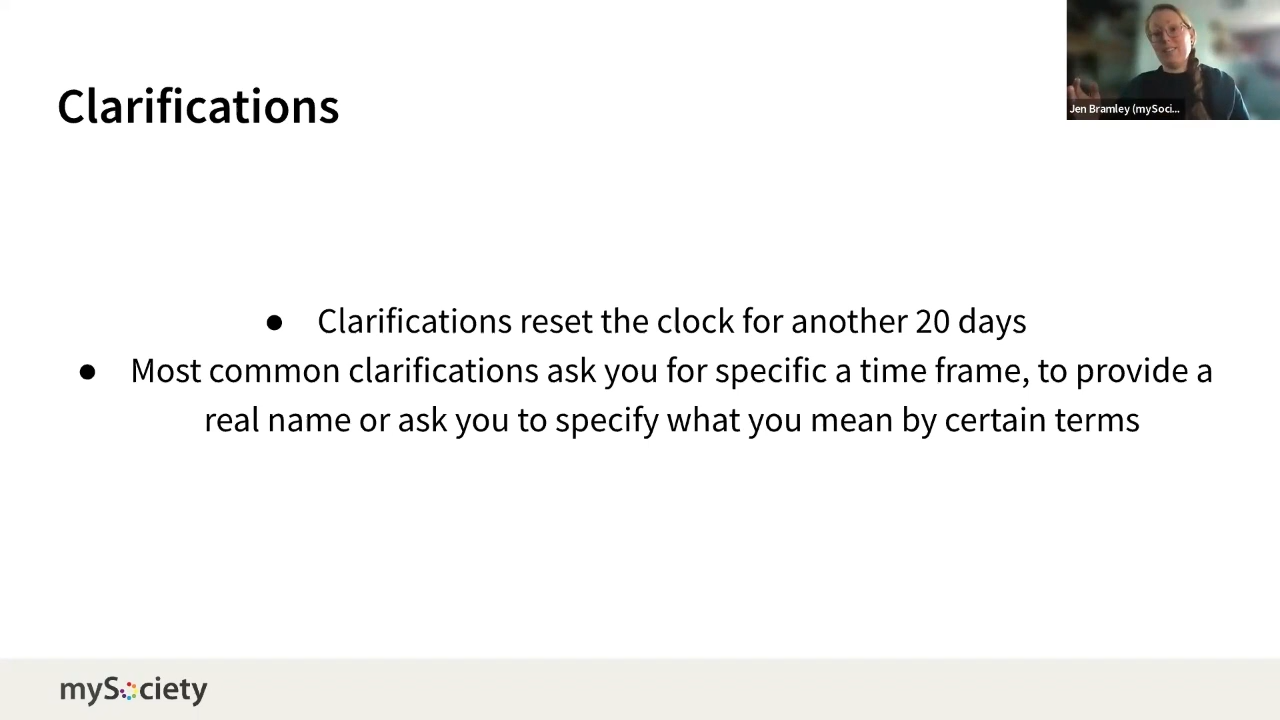 Jen Bramley (mySoci...
Clarifications
● Clarifications reset the clock for another 20 days
● Most common clarifications ask you for specific a time frame, to provide a
real name or ask you to specify what you mean by certain terms
mySociety